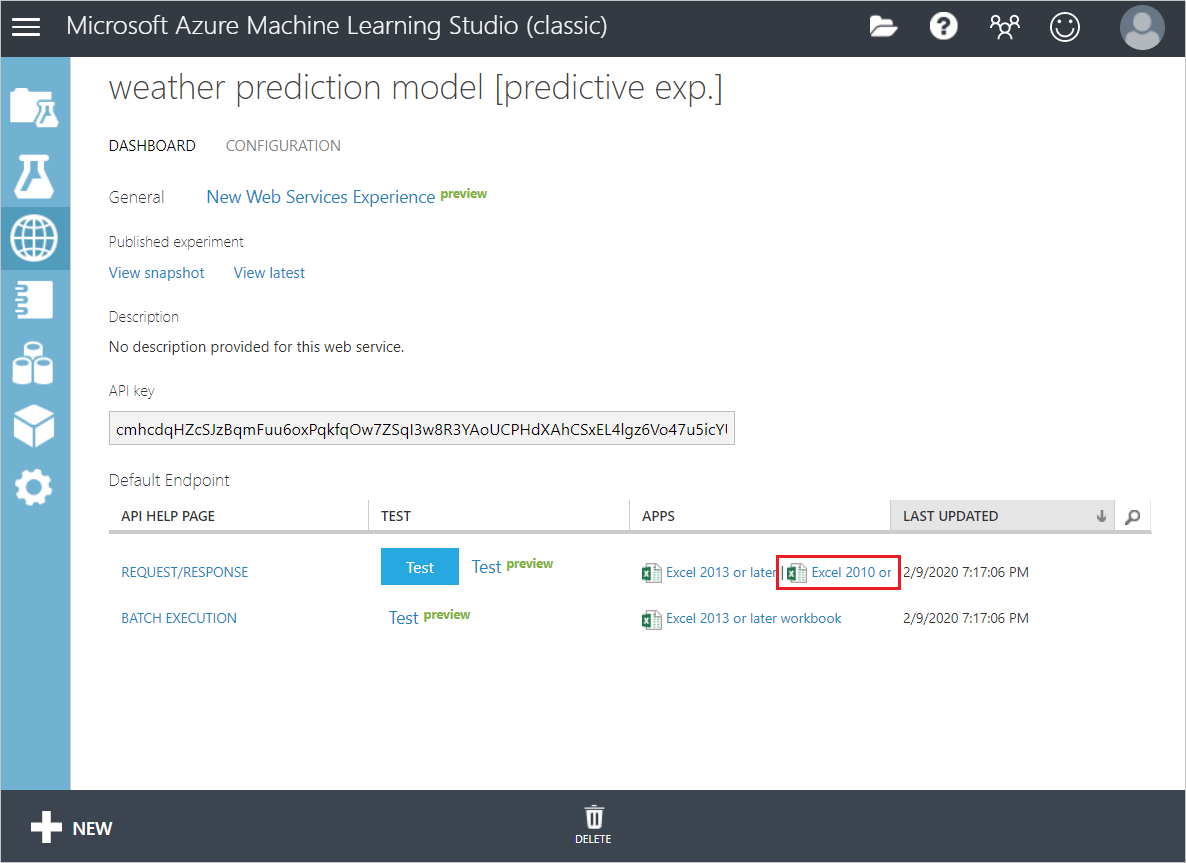 Microsoft Azure Machine Learning Studio (classic)
weather prediction model [predictive exp.]
DASHBOARD CONFIGURATION
General New Web Services Experience preview
Published experiment
View snapshot View latest
Description
No description provided for this web service.
API key
cmhcdqHZcSJzBqmFuu6oxPqkfqOw7ZSqI3w8R3YAoUCPHdXAhCSxEL4lgz6Vo47u5icYU
Default Endpoint
API HELP PAGE TEST APPS LAST UPDATED
REQUEST/RESPONSE Test Test preview Excel 2013 or later | Excel 2010 or 2/9/2020 7:17:06 PM
BATCH EXECUTION Test preview Excel 2013 or later workbook 2/9/2020 7:17:06 PM
NEW
DELETE